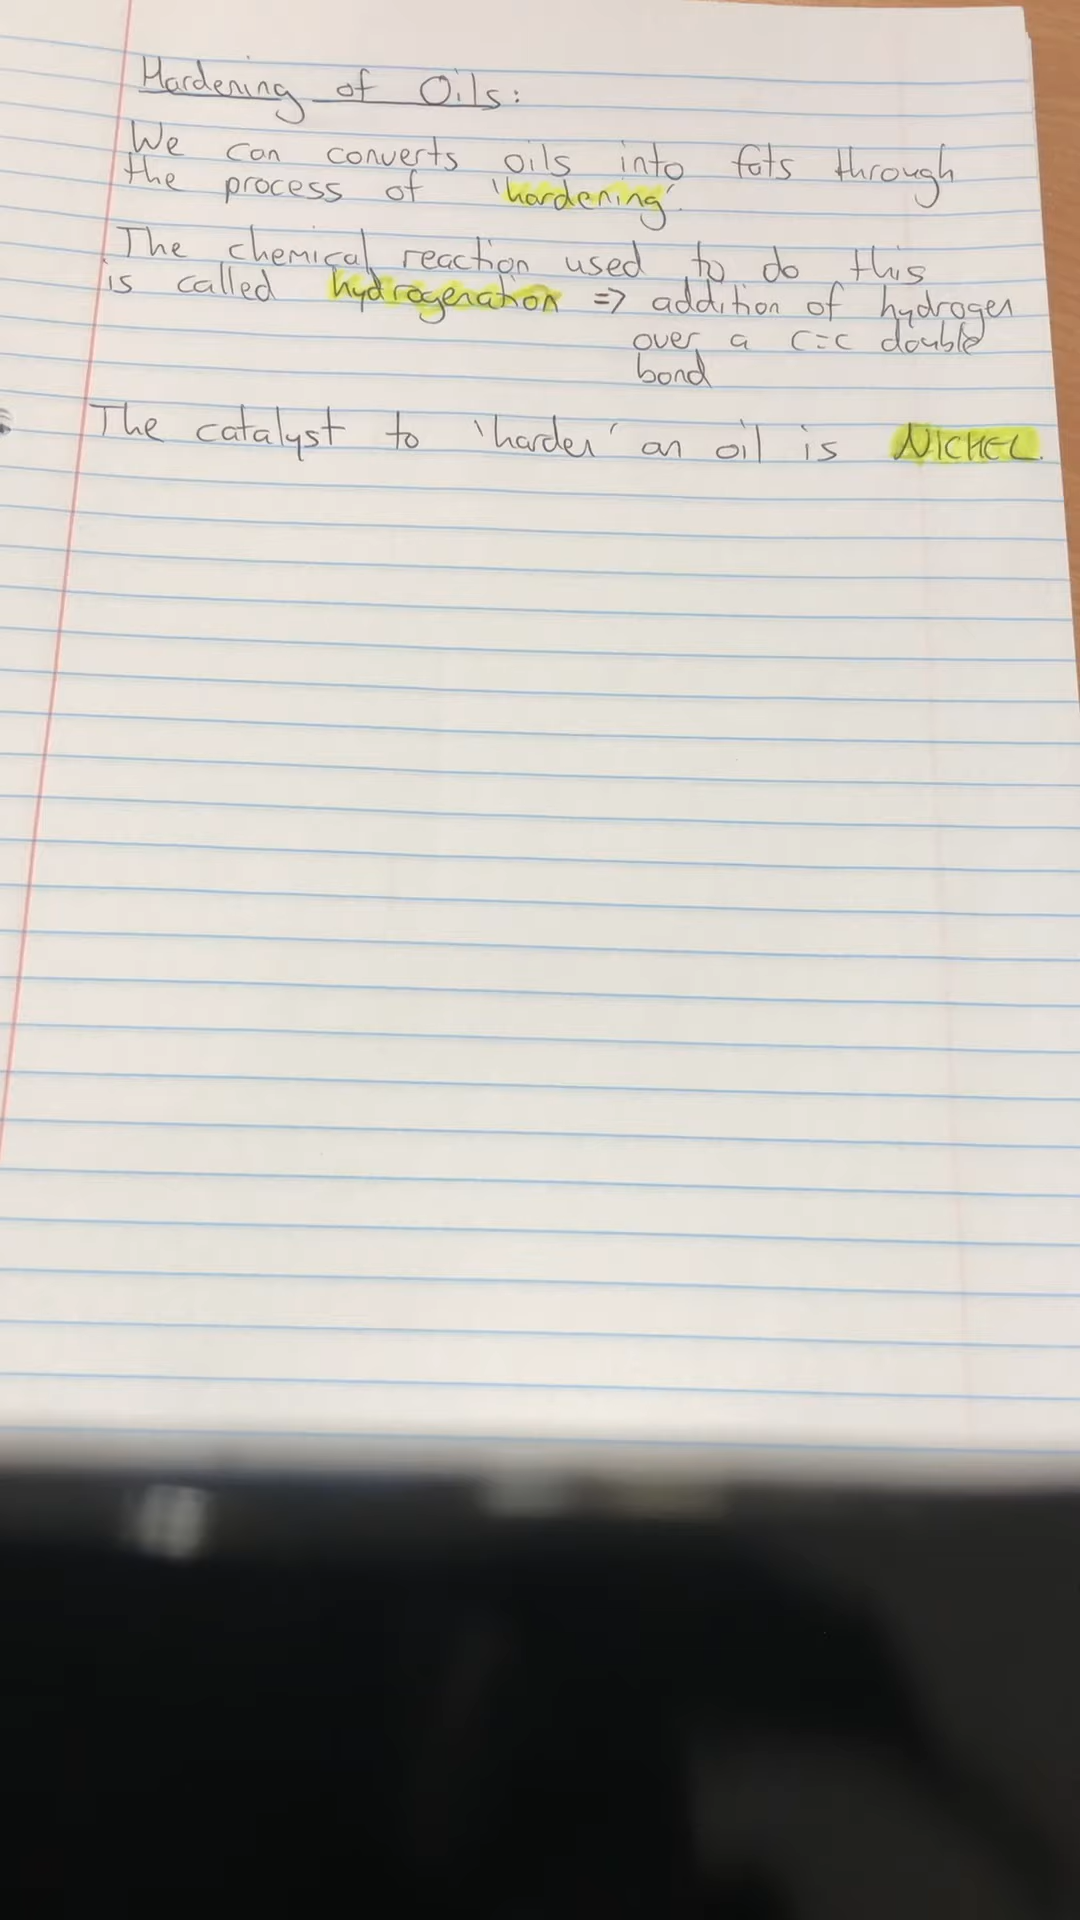 Hardening of Oils:
We can converts oils into fats through
the process of 'hardening'.
The chemical reaction used to do this
is called hydrogenation => addition of hydrogen
over a C=C double
bond
The catalyst to 'harden' an oil is NICKEL.